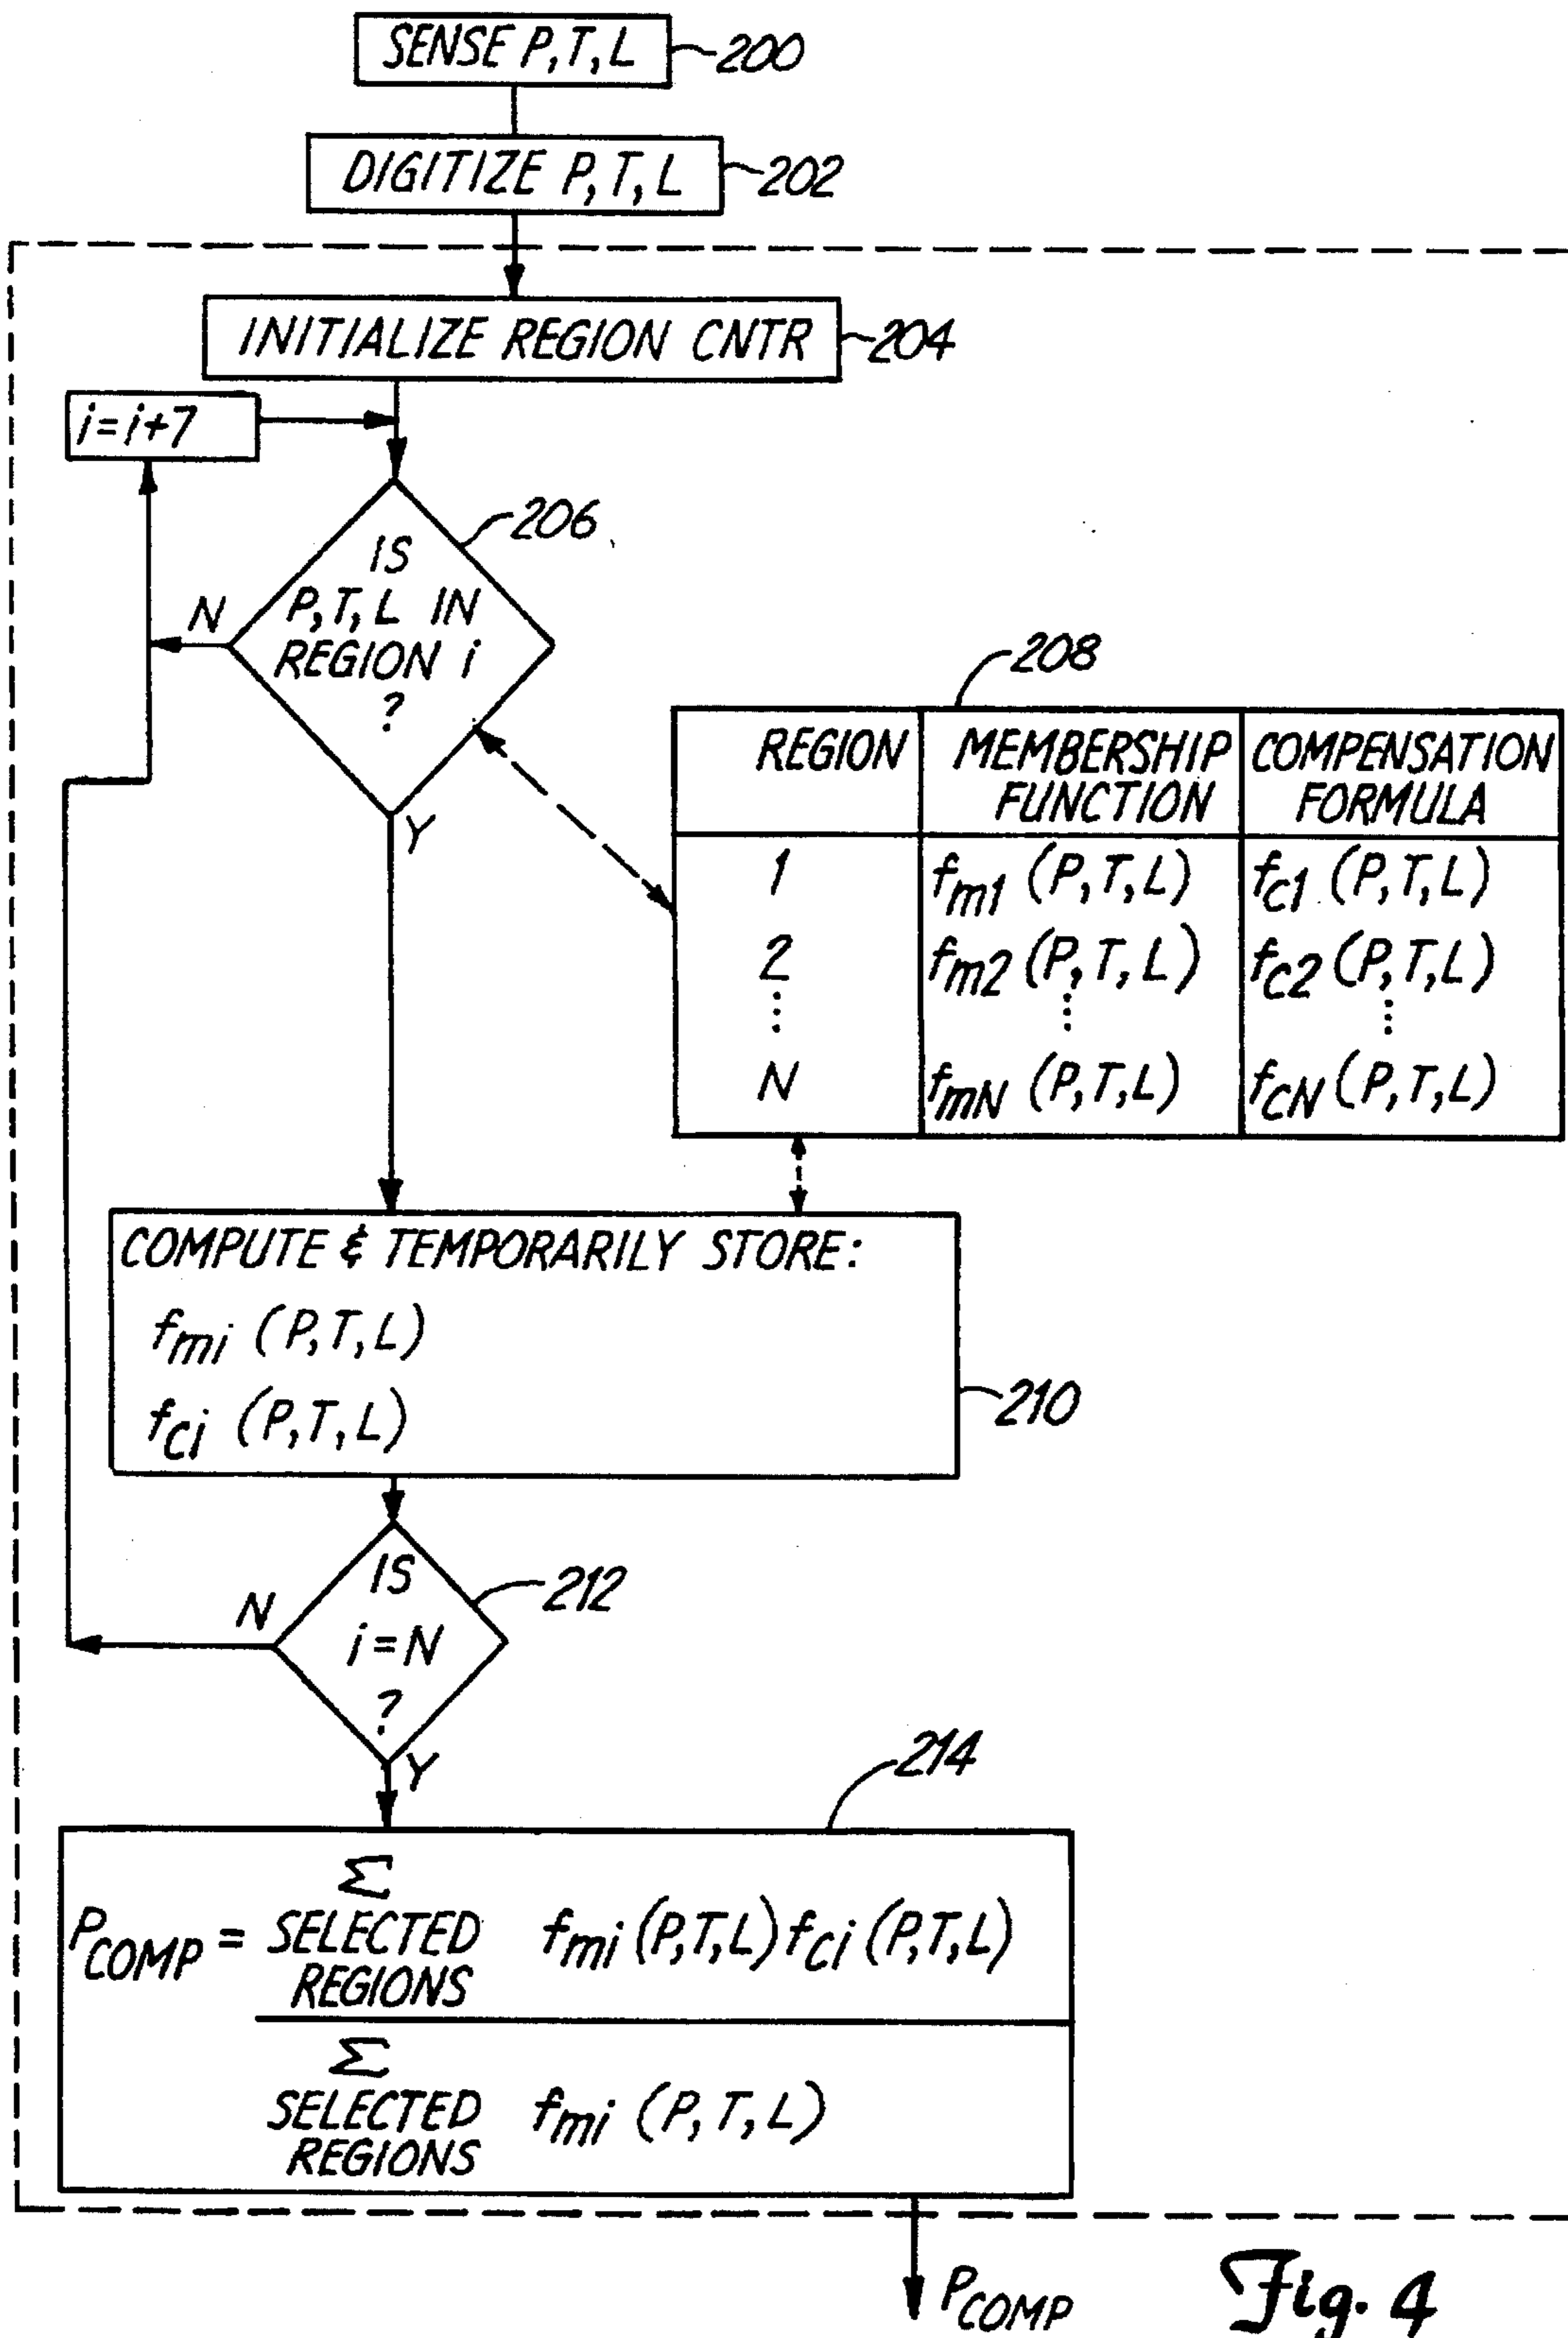 SENSE P, T, L
200
DIGITIZE P, T, L
202
INITIALIZE REGION CNTR
204
i=i+7
IS
P, T, L IN
REGION i
?
206
N
Y
208
REGION MEMBERSHIP FUNCTION COMPENSATION FORMULA
1 fm1 (P, T, L) fc1 (P, T, L)
2 fm2 (P, T, L) fc2 (P, T, L)
⋮ ⋮ ⋮
N fmN (P, T, L) fcN (P, T, L)
COMPUTE & TEMPORARILY STORE:
fmi (P, T, L)
fci (P, T, L)
210
IS
i=N
?
212
N
Y
214
PCOMP = Σ SELECTED REGIONS fmi (P, T, L) fci (P, T, L)
Σ SELECTED REGIONS fmi (P, T, L)
PCOMP
Fig. 4